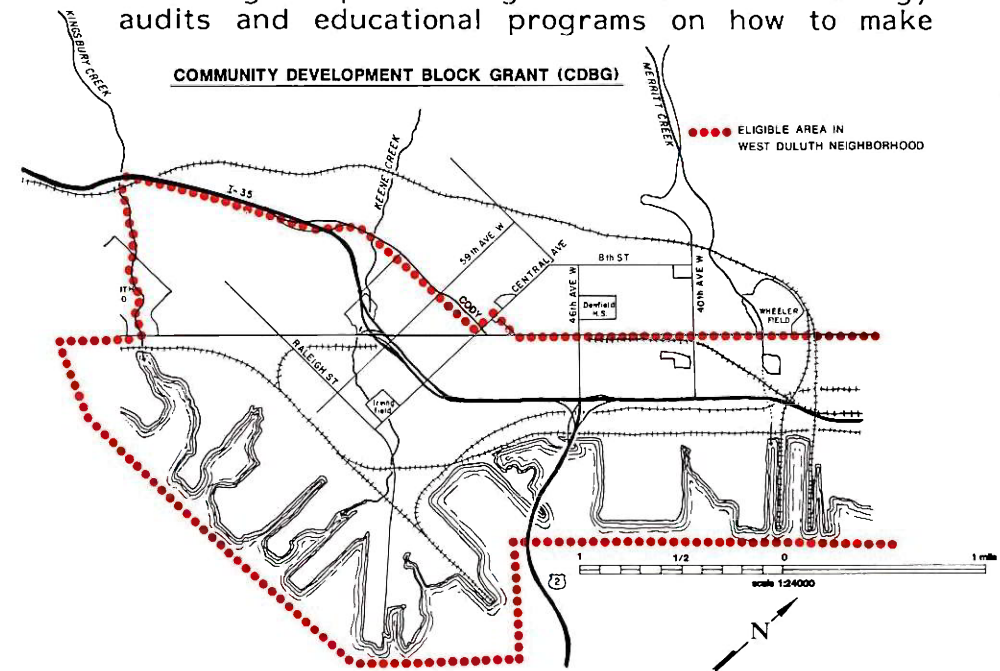 audits and educational programs on how to make
COMMUNITY DEVELOPMENT BLOCK GRANT (CDBG)
KINGSBURY CREEK
MERRITT CREEK
ELIGIBLE AREA IN
WEST DULUTH NEIGHBORHOOD
KEENE CREEK
I-35
59th AVE W
CENTRAL AVE
8th ST
46th AVE W
40th AVE W
Denfield
H.S.
WHEELER
FIELD
CODY
RALEIGH ST
Irving
Field
2
1 1/2 0 1 mile
scale 1:24000
N